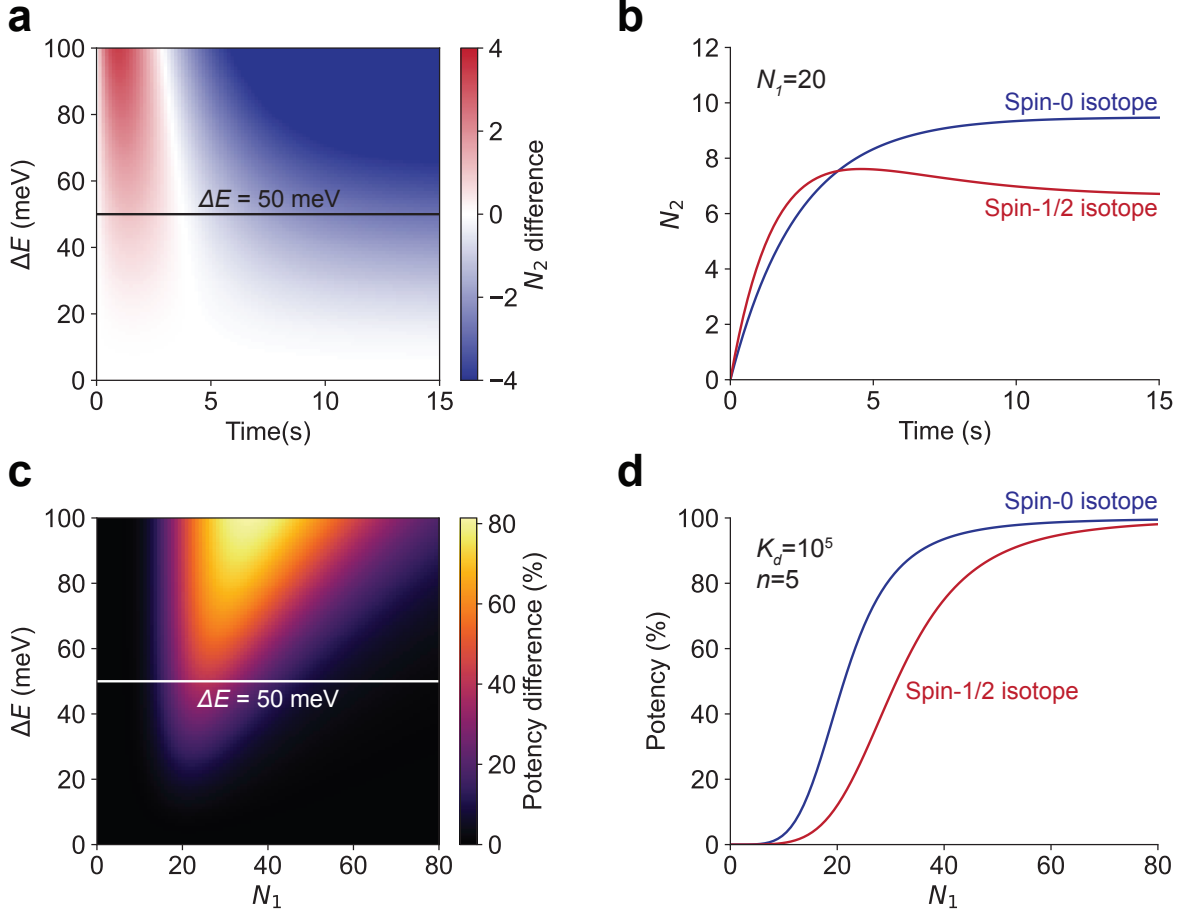 a
100
80
60
40
20
0
ΔE (meV)
ΔE = 50 meV
0
5
10
15
Time(s)
4
2
0
−2
−4
N₂ difference
b
12
10
8
6
4
2
0
N₂
N₁=20
Spin-0 isotope
Spin-1/2 isotope
0
5
10
15
Time (s)
c
100
80
60
40
20
0
ΔE (meV)
ΔE = 50 meV
0
20
40
60
80
N₁
80
60
40
20
0
Potency difference (%)
d
100
80
60
40
20
0
Potency (%)
Spin-0 isotope
K_d=10⁵
n=5
Spin-1/2 isotope
0
20
40
60
80
N₁